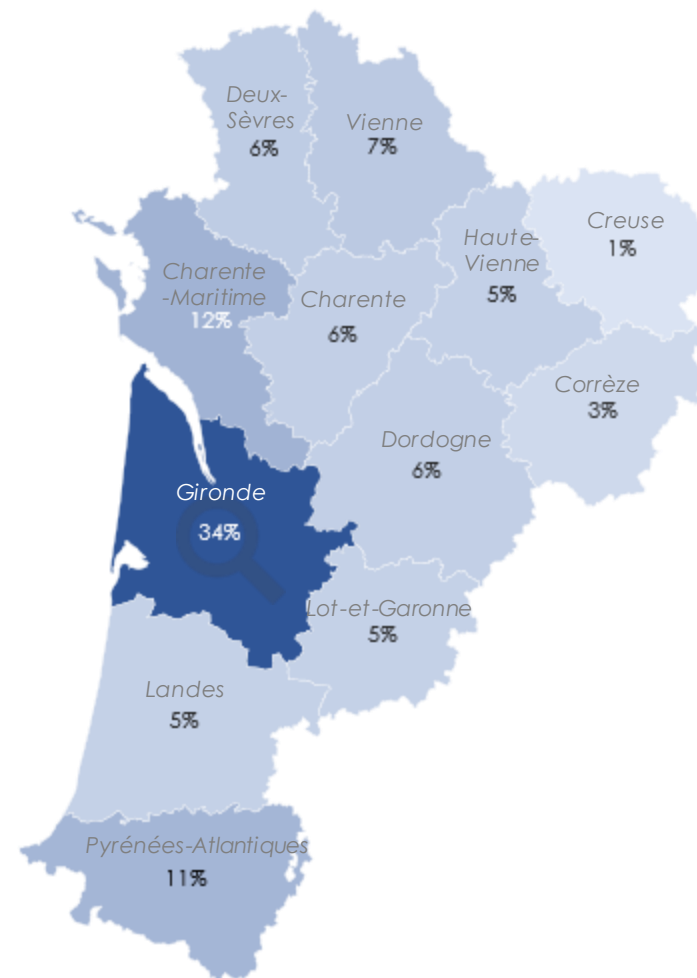 Deux-
Sèvres
6%
Vienne
7%
Creuse
1%
Haute-
Vienne
5%
Charente
-Maritime
12%
Charente
6%
Corrèze
3%
Dordogne
6%
Gironde
34%
Lot-et-Garonne
5%
Landes
5%
Pyrénées-Atlantiques
11%